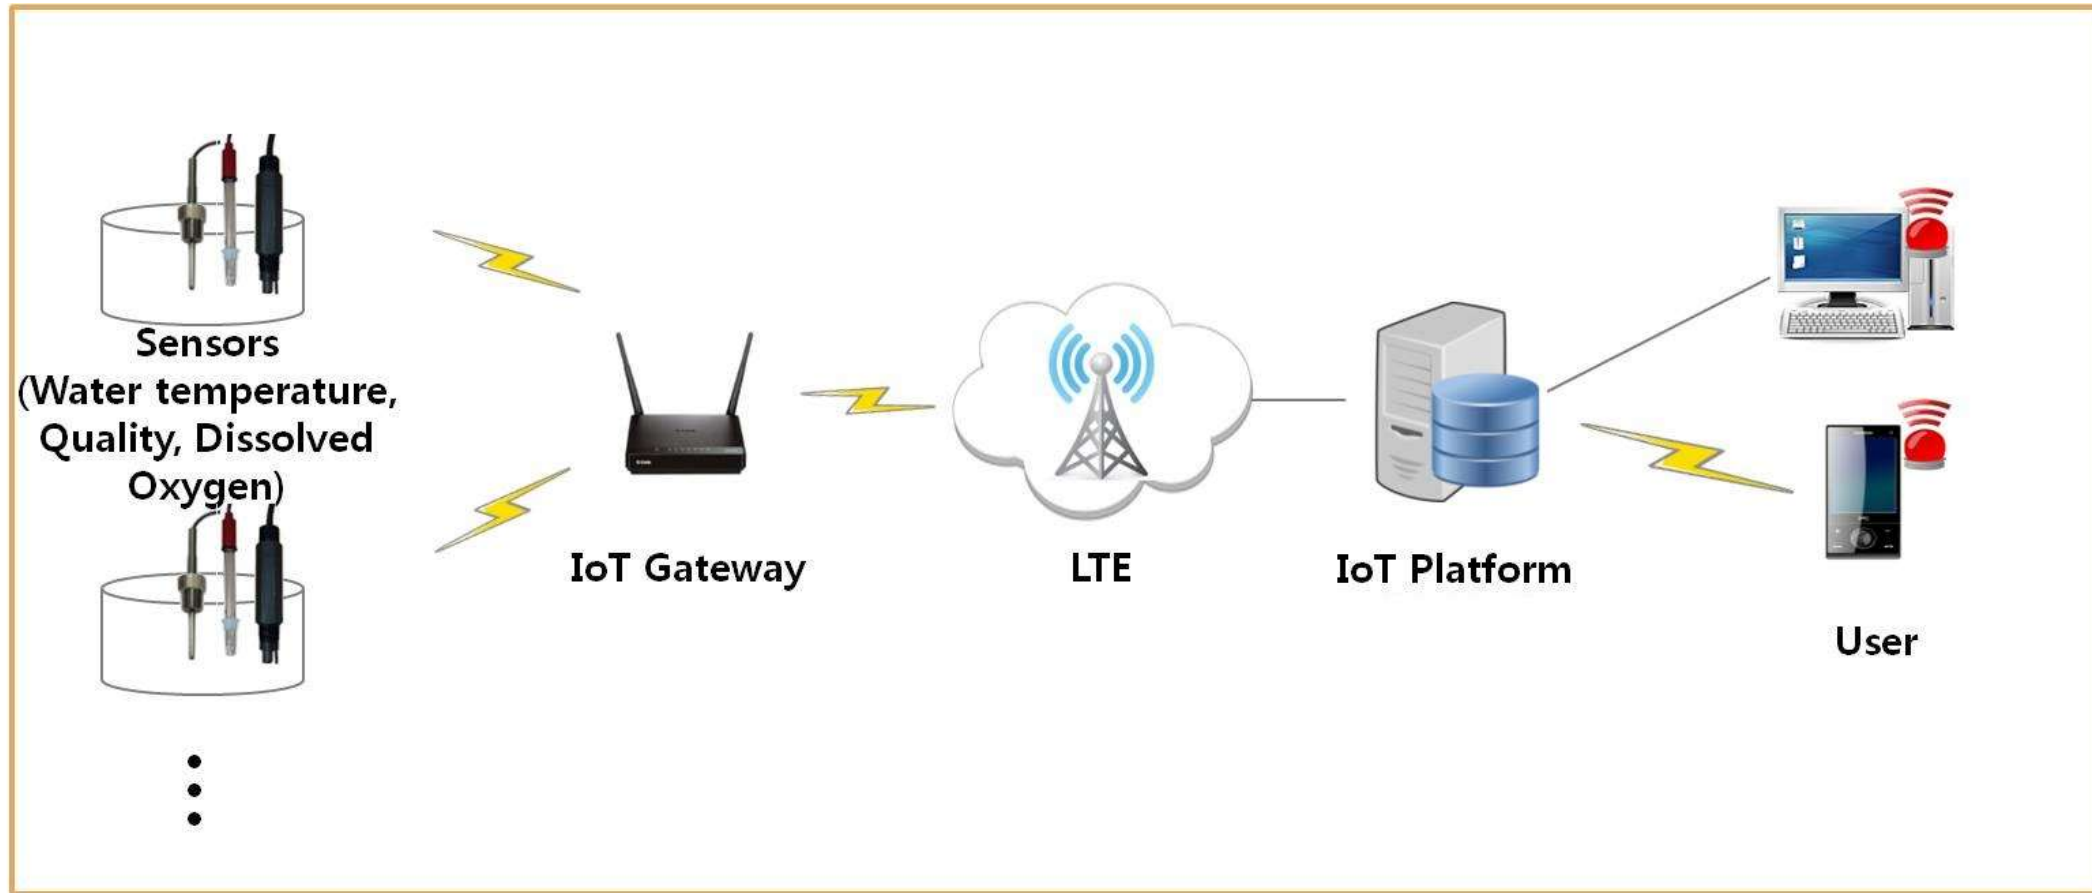 Sensors
(Water temperature,
Quality, Dissolved
Oxygen)
IoT Gateway
LTE
IoT Platform
User